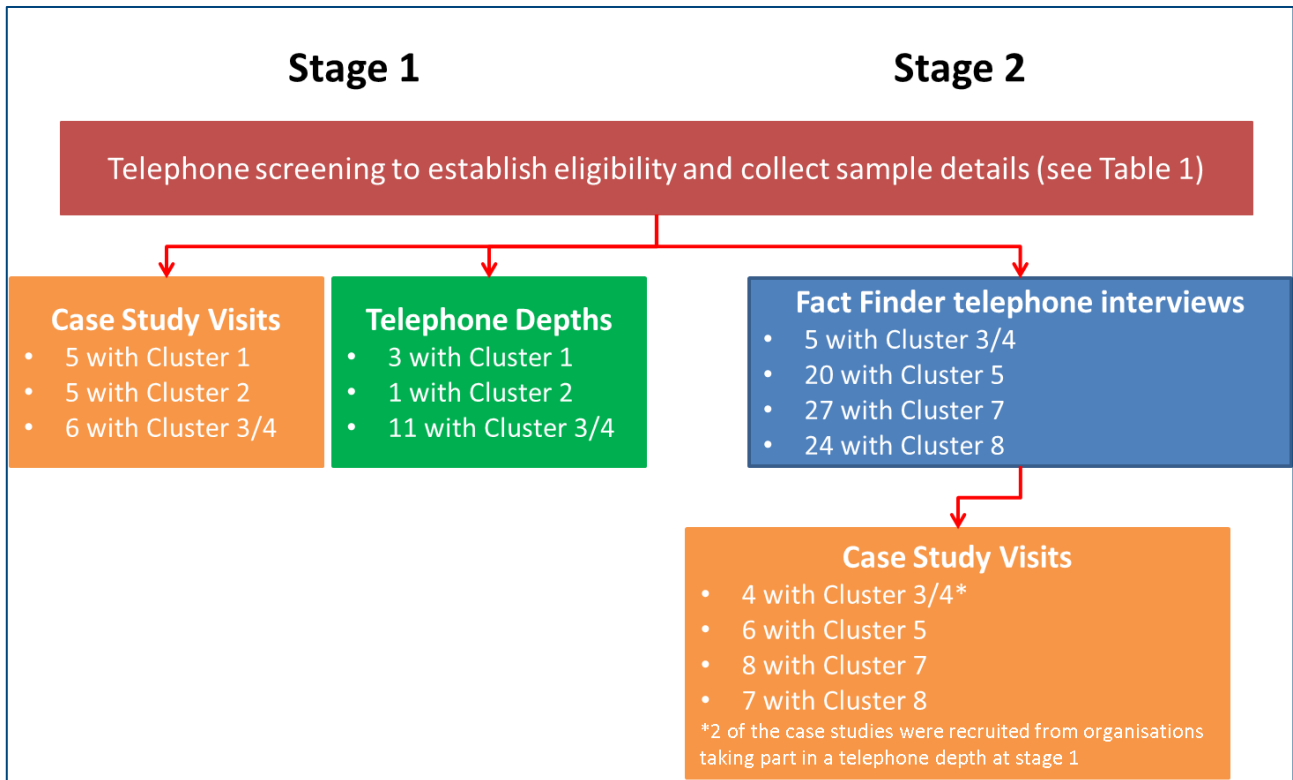 Stage 1
Stage 2
Telephone screening to establish eligibility and collect sample details (see Table 1)
Case Study Visits
• 5 with Cluster 1
• 5 with Cluster 2
• 6 with Cluster 3/4
Telephone Depths
• 3 with Cluster 1
• 1 with Cluster 2
• 11 with Cluster 3/4
Fact Finder telephone interviews
• 5 with Cluster 3/4
• 20 with Cluster 5
• 27 with Cluster 7
• 24 with Cluster 8
Case Study Visits
• 4 with Cluster 3/4*
• 6 with Cluster 5
• 8 with Cluster 7
• 7 with Cluster 8
*2 of the case studies were recruited from organisations
taking part in a telephone depth at stage 1